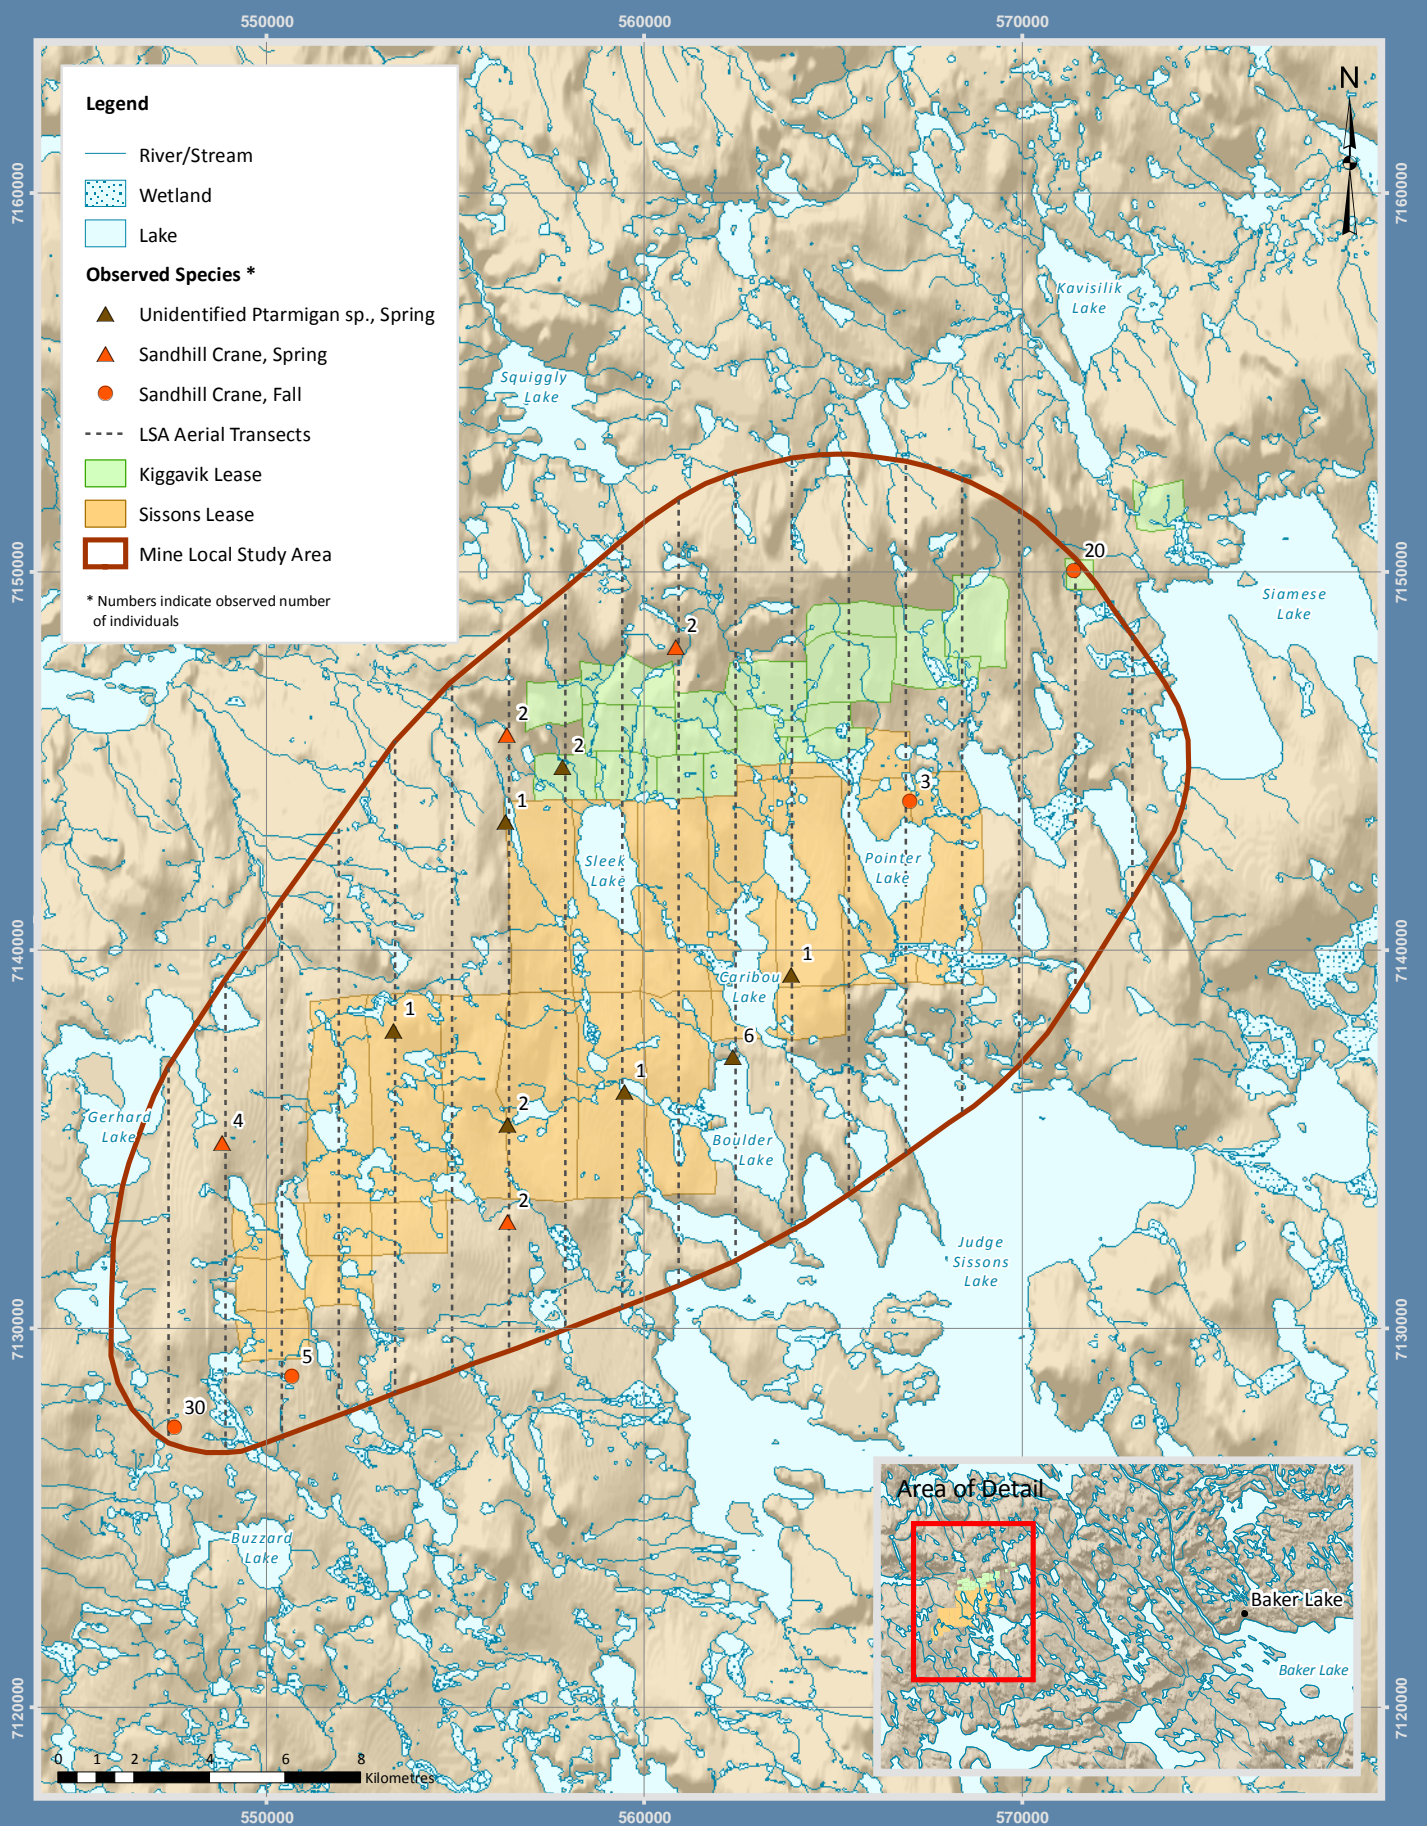 550000
560000
570000
Legend
River/Stream
Wetland
Lake
Observed Species *
Unidentified Ptarmigan sp., Spring
Sandhill Crane, Spring
Sandhill Crane, Fall
LSA Aerial Transects
Kiggavik Lease
Sissons Lease
Mine Local Study Area
* Numbers indicate observed number
of individuals
N
7160000
7160000
Kavisilik
Lake
Squiggly
Lake
7150000
7150000
20
Siamese
Lake
2
2
2
3
1
Sleek
Lake
Pointer
Lake
7140000
7140000
1
Caribou
Lake
1
6
1
2
Gerhard
Lake
4
Boulder
Lake
2
Judge
Sissons
Lake
7130000
7130000
5
30
Buzzard
Lake
Area of Detail
Baker Lake
Baker Lake
7120000
7120000
0 1 2 4 6 8
Kilometres
550000
560000
570000